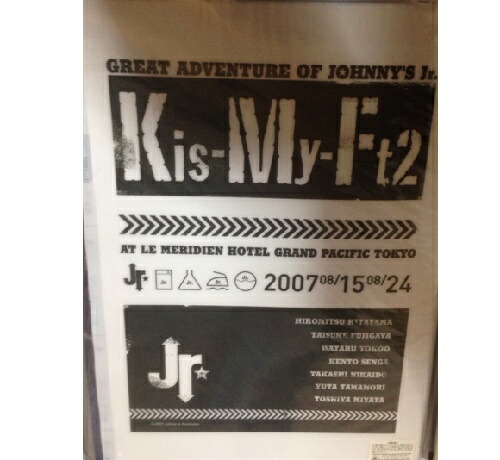 GREAT ADVENTURE OF JOHNNY'S Jr.
Kis-My-Ft2
AT LE MERIDIEN HOTEL GRAND PACIFIC TOKYO
Jr. 2007 08/15 08/24
HIROMITSU KITAYAMA
TAISUKE FUJIGAYA
WATARU YOKOO
KENTO SENGA
TAKASHI NIKAIDO
YUTA TAMAMORI
TOSHIYA MIYATA
Jr